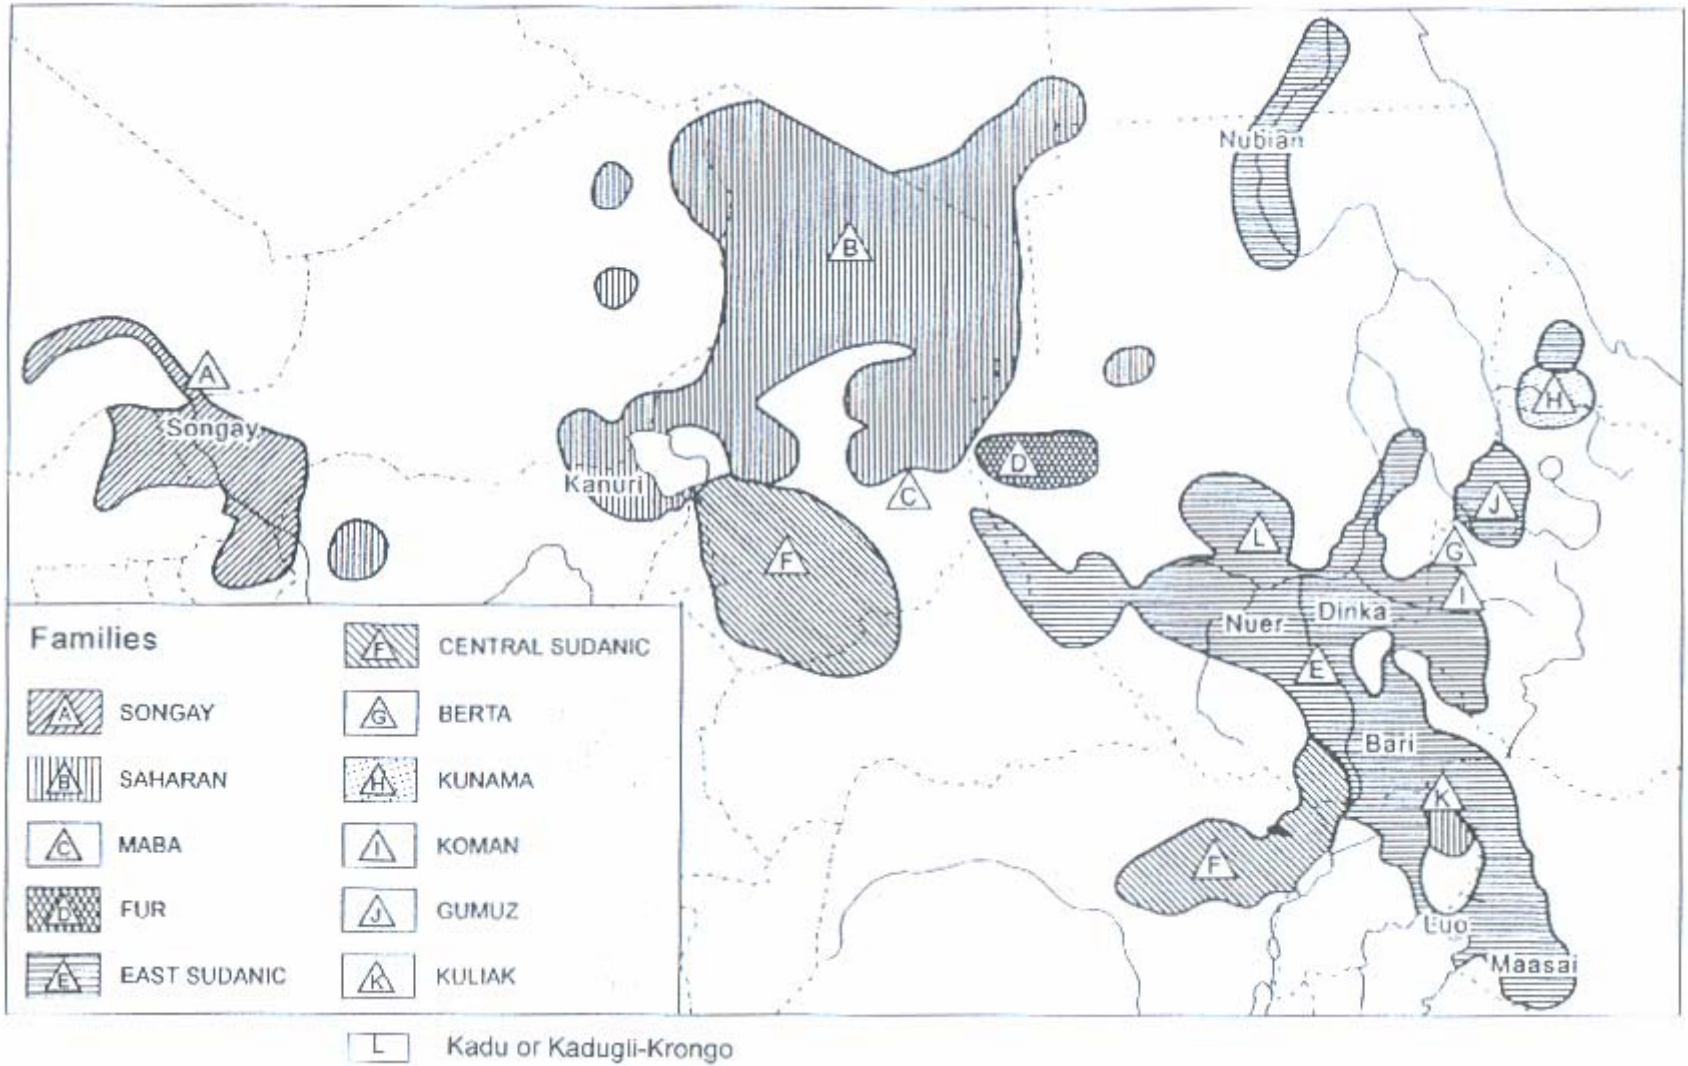 Nubian
B
A
Songay
H
Kanuri
D
C
J
L
G
F
I
Nuer
Dinka
E
Bari
K
F
Luo
Maasai
Families
A SONGAY
B SAHARAN
C MABA
D FUR
E EAST SUDANIC
F CENTRAL SUDANIC
G BERTA
H KUNAMA
I KOMAN
J GUMUZ
K KULIAK
L Kadu or Kadugli-Krongo